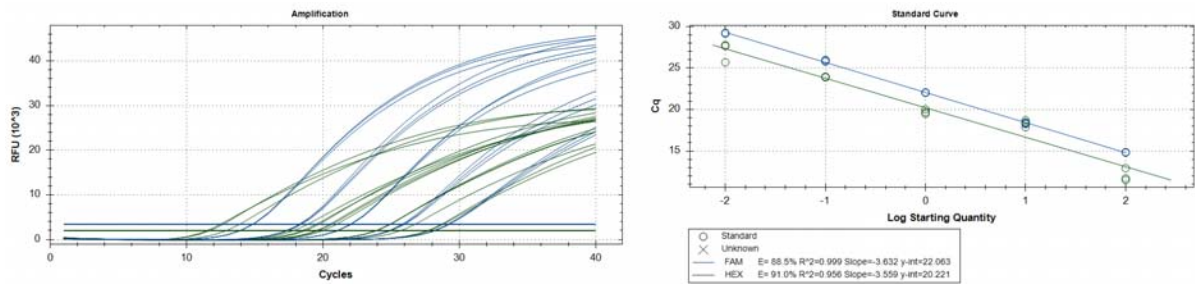 Amplification
RFU (10^3)
40
30
20
10
0
0
10
20
30
40
Cycles
Standard Curve
Cq
30
25
20
15
-2
-1
0
1
2
Log Starting Quantity
Standard
Unknown
FAM E= 88.5% R^2=0.999 Slope=-3.632 y-int=22.063
HEX E= 91.0% R^2=0.956 Slope=-3.559 y-int=20.221